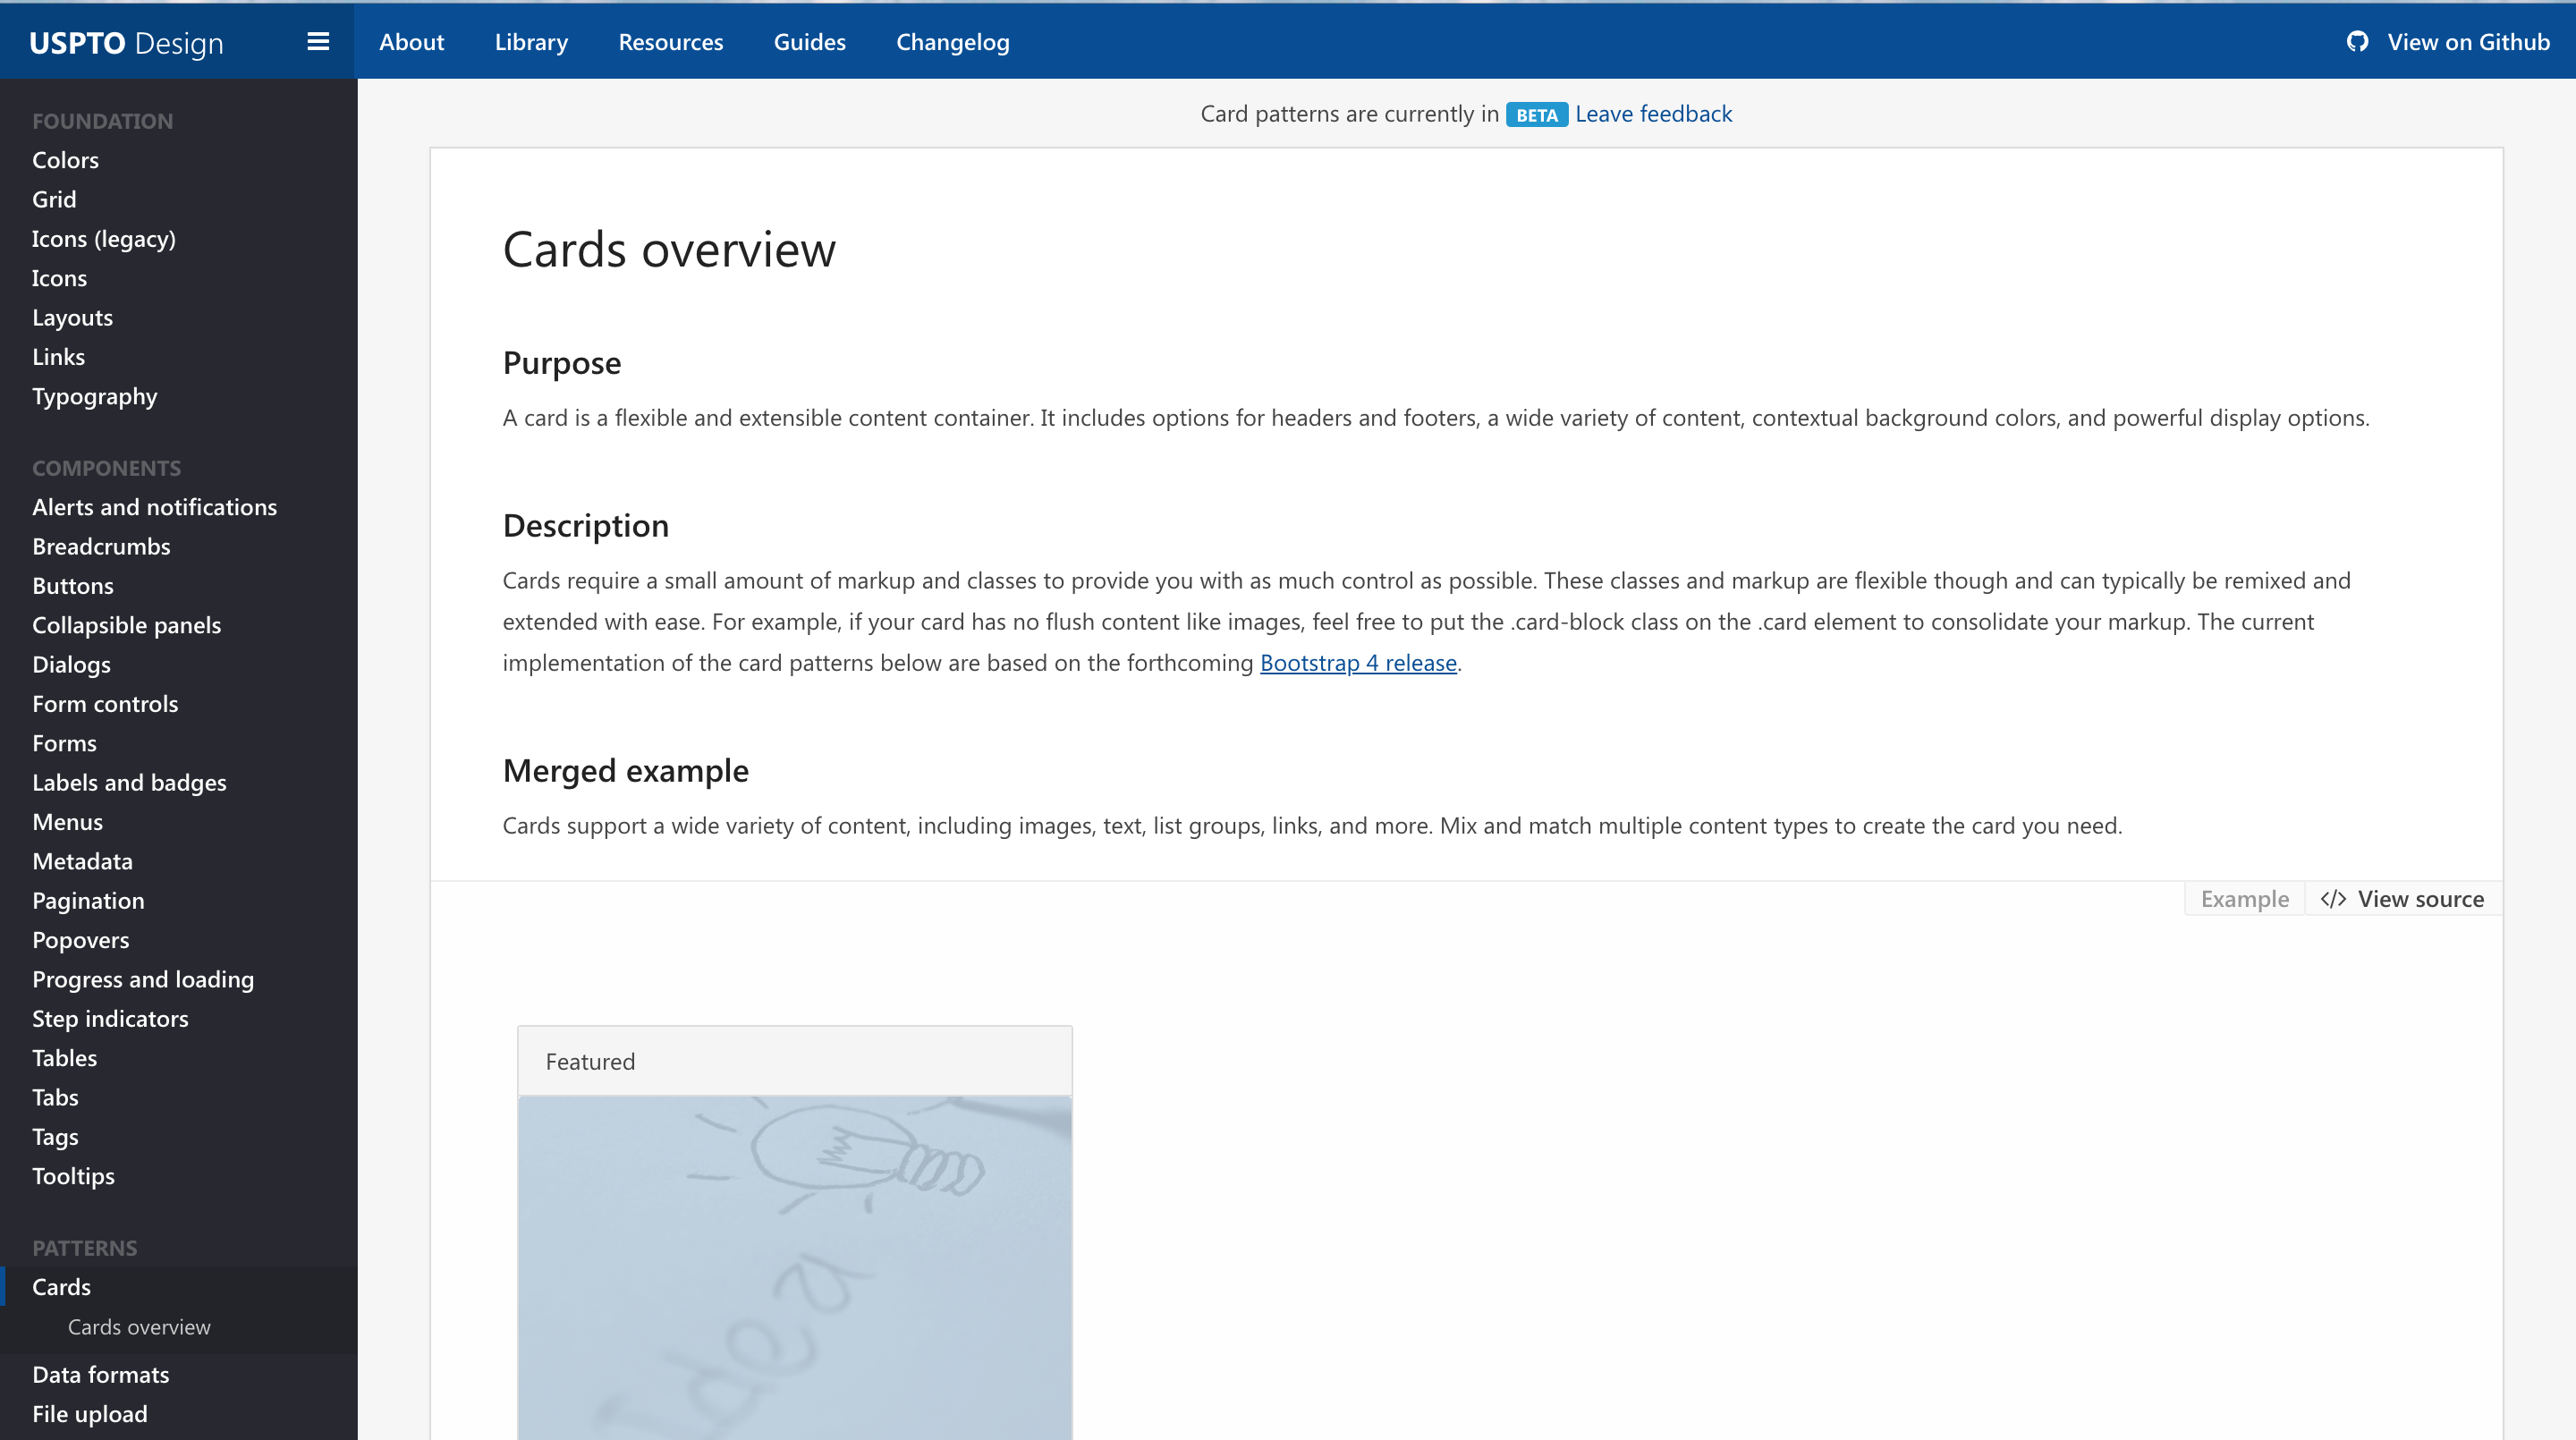 USPTO Design
About
Library
Resources
Guides
Changelog
View on Github
FOUNDATION
Colors
Grid
Icons (legacy)
Icons
Layouts
Links
Typography
COMPONENTS
Alerts and notifications
Breadcrumbs
Buttons
Collapsible panels
Dialogs
Form controls
Forms
Labels and badges
Menus
Metadata
Pagination
Popovers
Progress and loading
Step indicators
Tables
Tabs
Tags
Tooltips
PATTERNS
Cards
Cards overview
Data formats
File upload
Card patterns are currently in BETA Leave feedback
Cards overview
Purpose
A card is a flexible and extensible content container. It includes options for headers and footers, a wide variety of content, contextual background colors, and powerful display options.
Description
Cards require a small amount of markup and classes to provide you with as much control as possible. These classes and markup are flexible though and can typically be remixed and
extended with ease. For example, if your card has no flush content like images, feel free to put the .card-block class on the .card element to consolidate your markup. The current
implementation of the card patterns below are based on the forthcoming Bootstrap 4 release.
Merged example
Cards support a wide variety of content, including images, text, list groups, links, and more. Mix and match multiple content types to create the card you need.
Example
</> View source
Featured
Idea